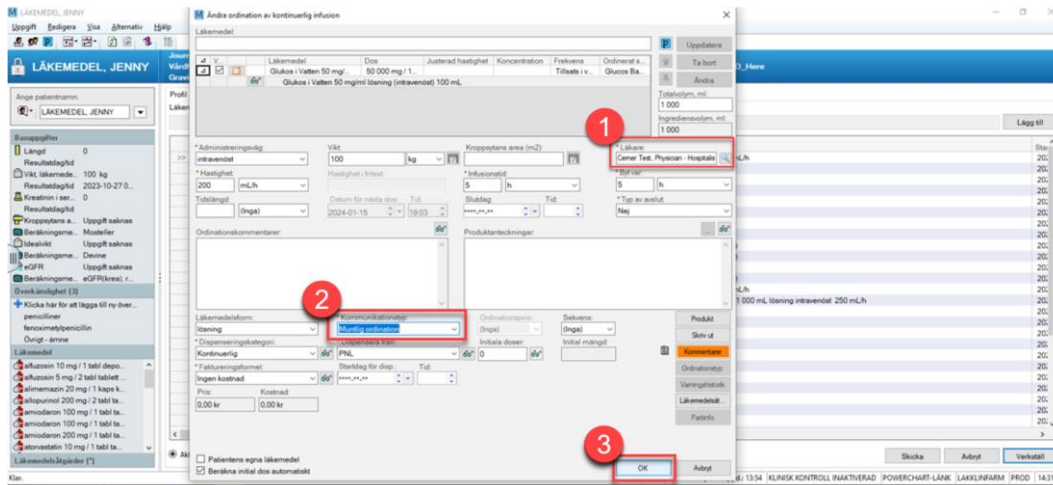 LÄKEMEDEL, JENNY
Uppgift Redigera Visa Alternativ Hjälp
LÄKEMEDEL, JENNY
Ange patientnamn:
LÄKEMEDEL, JENNY
Basuppgifter
Längd 0
Resultatdag/tid
Vikt, läkemede... 100 kg
Resultatdag/tid 2023-10-27 0...
Kreatinin i ser... 0
Resultatdag/tid
Kroppsytans a... Uppgift saknas
Beräkningsme... Mosteller
Idealvikt Uppgift saknas
Beräkningsme... Devine
eGFR Uppgift saknas
Beräkningsme... eGFR(krea), r...
Överkänslighet (3)
Klicka här för att lägga till ny över...
penicilliner
fenoximetylpenicillin
Övrigt - ämne
Läkemedel
alfuzosin 10 mg / 1 tabl depo...
alfuzosin 5 mg / 2 tabl tablett...
alimemazin 20 mg / 1 kaps k...
allopurinol 200 mg / 2 tabl ta...
amiodaron 100 mg / 1 tabl ta...
amiodaron 100 mg / 1 tabl ta...
amiodaron 200 mg / 1 tabl ta...
atorvastatin 10 mg / 1 tabl ta...
Läkemedelsåtgärder (*)
Klar.
Ändra ordination av kontinuerlig infusion
Läkemedel:
Uppdatera
Ta bort
Ändra
Läkemedel Dos Justerad hastighet Koncentration Frekvens Ordinerat s...
Glukos i Vatten 50 mg/... 50 000 mg / 1... Tillsats i v... Glucos Ba...
Glukos i Vatten 50 mg/ml lösning (intravenöst) 100 mL
Totalvolym, ml:
1 000
Ingrediensvolym, ml:
1 000
1
*Administreringsväg: Vikt: Kroppsytans area (m2): *Läkare:
intravenöst 100 kg Cerner Test, Physician - Hospitalis
*Hastighet: Hastighet i fritext: *Infusionstid: *Byt var:
200 mL/h 5 h 5 h
Tidslängd: Datum för nästa dos: Tid: Slutdag: Tid: *Typ av avslut:
(Inga) 2024-01-15 19:03 ****-**-** Nej
Ordinationskommentarer: Produktanteckningar:
2
Läkemedelsform: *Kommunikationstyp: Ordinationsprio: Sekvens:
lösning Muntlig ordination (Inga) (Inga)
*Dispenseringskategori: *Dispensera från: Initiala doser: Initial mängd:
Kontinuerlig PNL 0
*Faktureringsformel: Startdag för disp.: Tid:
Ingen kostnad ****-**-**
Pris: Kostnad:
0,00 kr 0,00 kr
Produkt
Skriv ut
Kommentarer
Ordinationstyp
Varningshistorik
Läkemedelsät...
Partiinfo
3
Patientens egna läkemedel
Beräkna initial dos automatiskt
OK Avbryt
D_Here
Lägg till
mL/h
mL/h
1 000 mL lösning intravenöst 250 mL/h
Skicka Avbryt Verkställ
13:54 KLINISK KONTROLL INAKTIVERAD POWERCHART-LÄNK LAKKLINFARM PROD 14:31